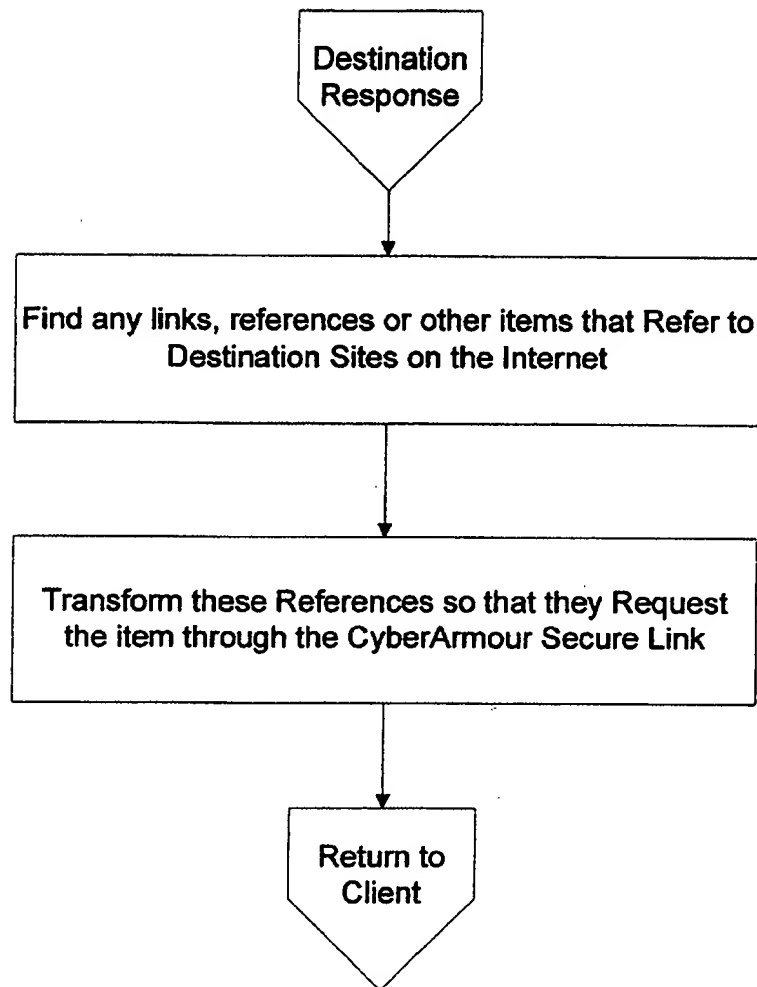 Destination
Response
Find any links, references or other items that Refer to
Destination Sites on the Internet
Transform these References so that they Request
the item through the CyberArmour Secure Link
Return to
Client